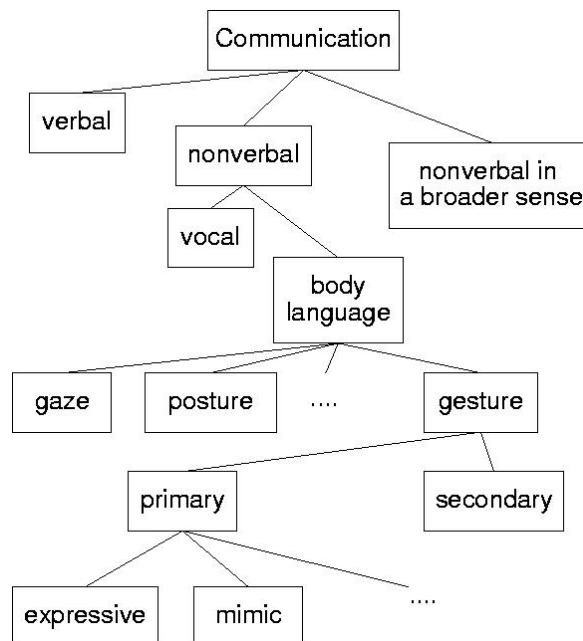 Communication
verbal
nonverbal
nonverbal in
a broader sense
vocal
body
language
gaze
posture
....
gesture
primary
secondary
expressive
mimic
....